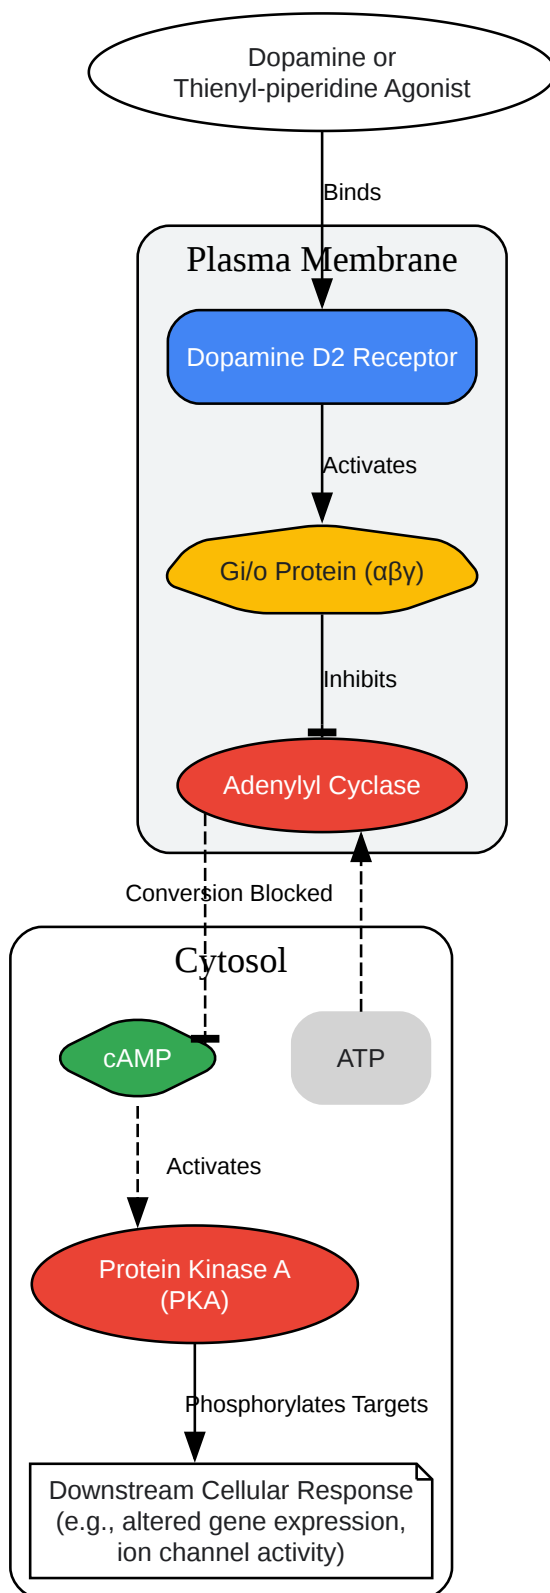 Dopamine or
Thienyl-piperidine Agonist
Binds
Plasma Membrane
Dopamine D2 Receptor
Activates
Gi/o Protein (αβγ)
Inhibits
Adenylyl Cyclase
Conversion Blocked
Cytosol
cAMP
ATP
Activates
Protein Kinase A
(PKA)
Phosphorylates Targets
Downstream Cellular Response
(e.g., altered gene expression,
ion channel activity)